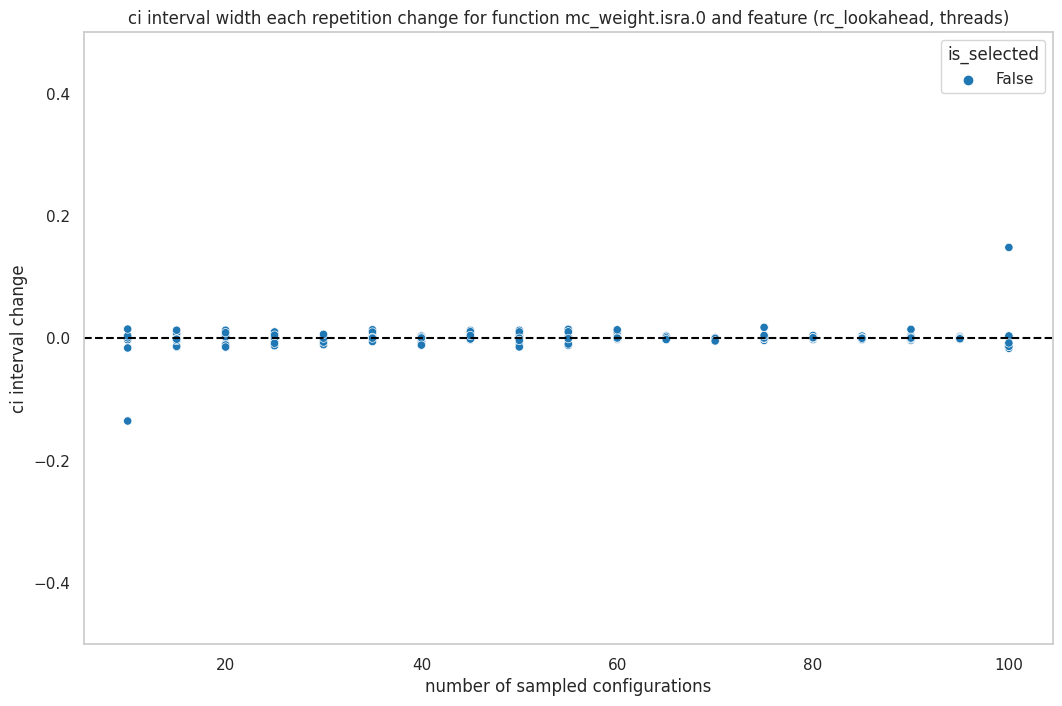 ci interval width each repetition change for function mc_weight.isra.0 and feature (rc_lookahead, threads)
is_selected
False
ci interval change
0.4
0.2
0.0
−0.2
−0.4
20 40 60 80 100
number of sampled configurations